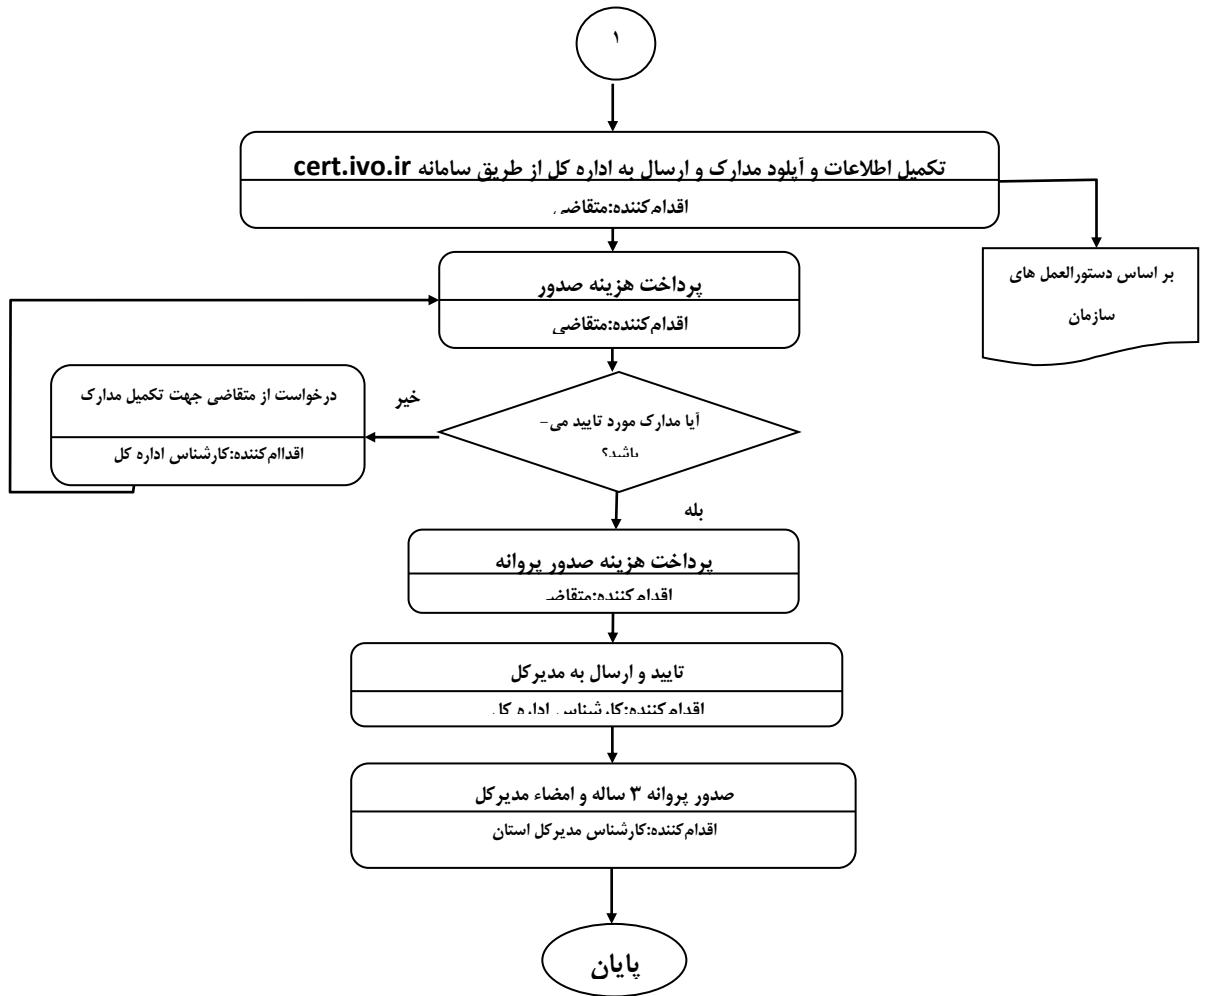 ۱
تکمیل اطلاعات و آپلود مدارک و ارسال به اداره کل از طریق سامانه cert.ivo.ir
اقدام‌کننده:متقاضی
بر اساس دستورالعمل های
سازمان
پرداخت هزینه صدور
اقدام‌کننده:متقاضی
درخواست از متقاضی جهت تکمیل مدارک
اقداام‌کننده:کارشناس اداره کل
خیر
آیا مدارک مورد تایید می-
باشد؟
بله
پرداخت هزینه صدور پروانه
اقدام‌کننده:متقاضی
تایید و ارسال به مدیرکل
اقدام‌کننده:کارشناس اداره کل
صدور پروانه ۳ ساله و امضاء مدیرکل
اقدام‌کننده:کارشناس مدیرکل استان
پایان